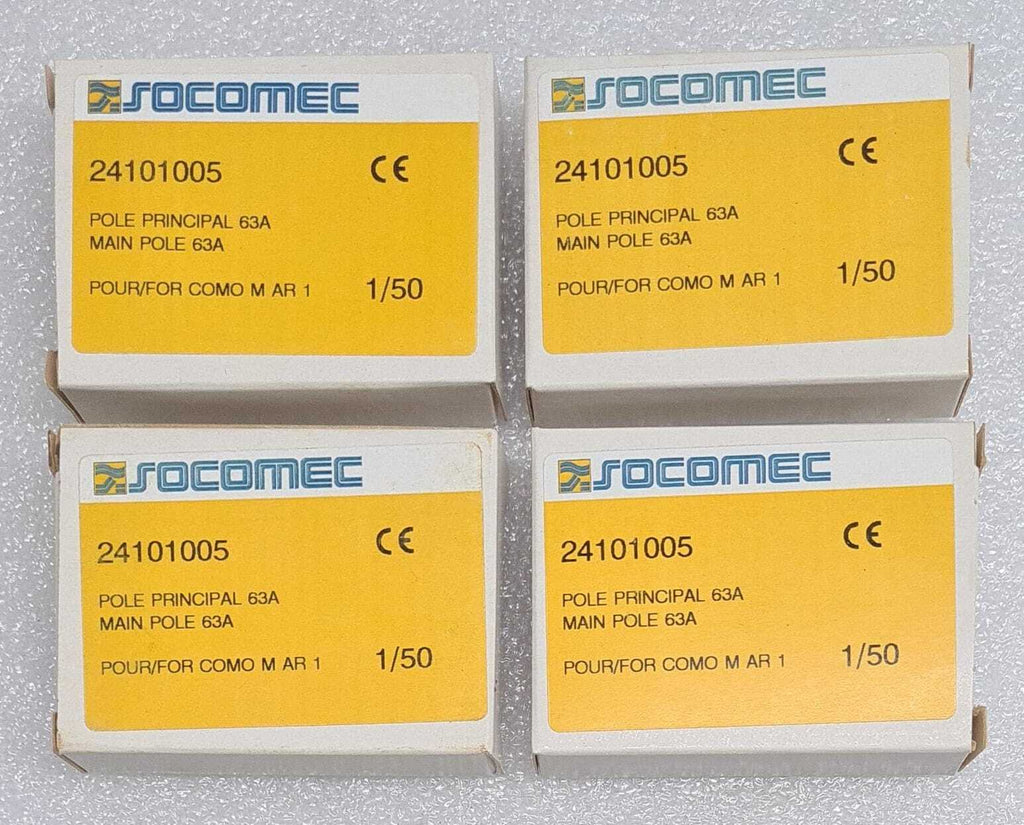 SOCOMEC
24101005 CE
POLE PRINCIPAL 63A
MAIN POLE 63A
POUR/FOR COMO M AR 1 1/50
SOCOMEC
24101005 CE
POLE PRINCIPAL 63A
MAIN POLE 63A
POUR/FOR COMO M AR 1 1/50
SOCOMEC
24101005 CE
POLE PRINCIPAL 63A
MAIN POLE 63A
POUR/FOR COMO M AR 1 1/50
SOCOMEC
24101005 CE
POLE PRINCIPAL 63A
MAIN POLE 63A
POUR/FOR COMO M AR 1 1/50